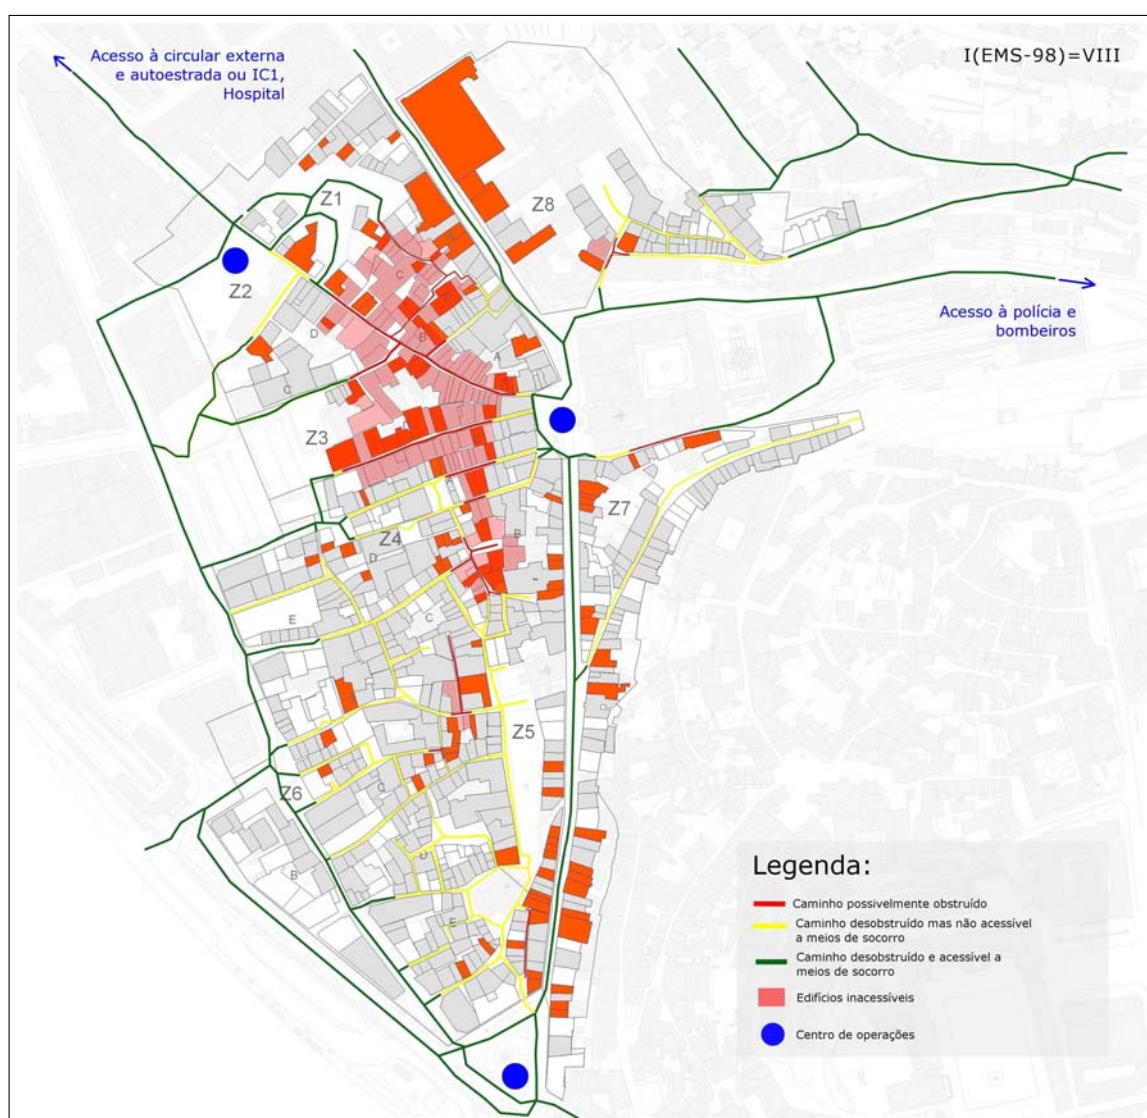 Acesso à circular externa
e autoestrada ou IC1,
Hospital
I(EMS-98)=VIII
Z1
Z8
C
Z2
D
B
Acesso à polícia e
bombeiros
A
C
Z3
C
Z7
B
Z4
D
C
E
Z5
Z6
C
B
D
E
Legenda:
Caminho possivelmente obstruído
Caminho desobstruído mas não acessível
a meios de socorro
Caminho desobstruído e acessível a
meios de socorro
Edifícios inacessíveis
Centro de operações